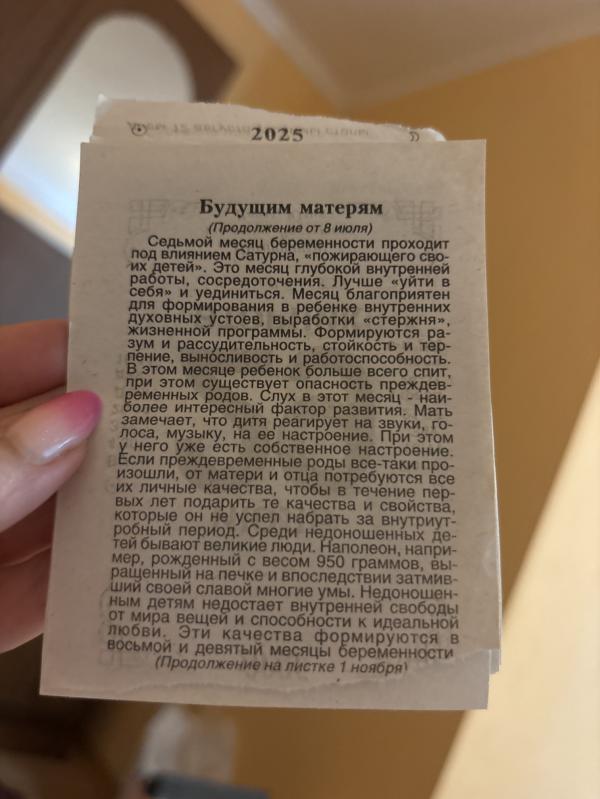 2025
Будущим матерям
(Продолжение от 8 июля)
Седьмой месяц беременности проходит
под влиянием Сатурна, «пожирающего сво-
их детей». Это месяц глубокой внутренней
работы, сосредоточения. Лучше «уйти в
себя» и уединиться. Месяц благоприятен
для формирования в ребенке внутренних
духовных устоев, выработки «стержня»,
жизненной программы. Формируются ра-
зум и рассудительность, стойкость и тер-
пение, выносливость и работоспособность.
В этом месяце ребенок больше всего спит,
при этом существует опасность преждев-
ременных родов. Слух в этот месяц - наи-
более интересный фактор развития. Мать
замечает, что дитя реагирует на звуки, го-
лоса, музыку, на ее настроение. При этом
у него уже есть собственное настроение.
Если преждевременные роды все-таки про-
изошли, от матери и отца потребуются все
их личные качества, чтобы в течение пер-
вых лет подарить те качества и свойства,
которые он не успел набрать за внутриут-
робный период. Среди недоношенных де-
тей бывают великие люди. Наполеон, напри-
мер, рожденный с весом 950 граммов, вы-
ращенный на печке и впоследствии затмив-
ший своей славой многие умы. Недоношен-
ным детям недостает внутренней свободы
от мира вещей и способности к идеальной
любви. Эти качества формируются в
восьмой и девятый месяцы беременности
(Продолжение на листке 1 ноября)